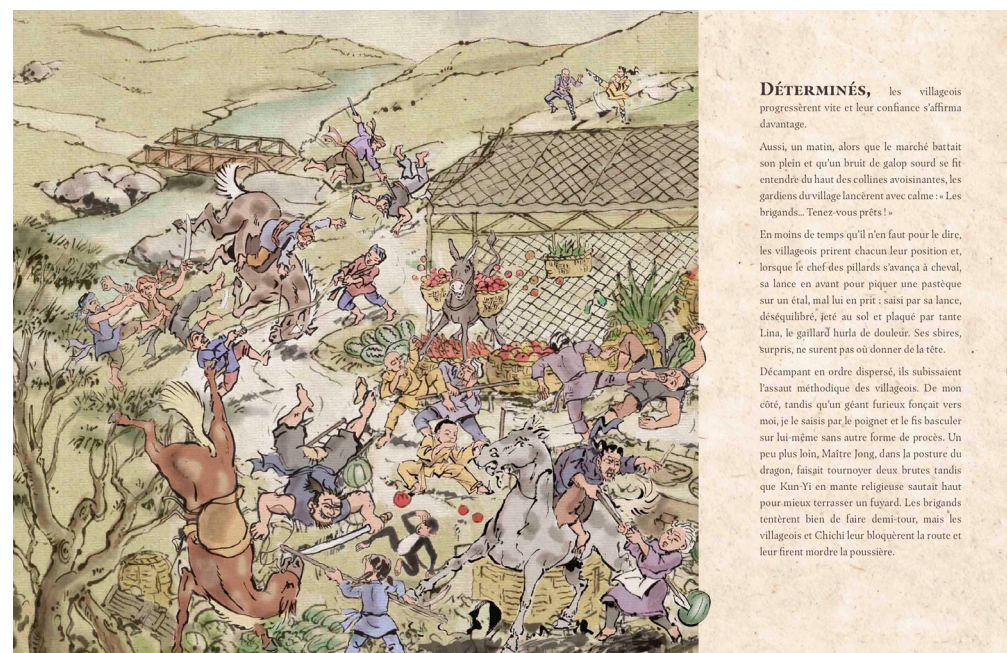 Déterminés, les villageois
progressèrent vite et leur confiance s'affirma
davantage.
Aussi, un matin, alors que le marché battait
son plein et qu'un bruit de galop sourd se fit
entendre du haut des collines avoisinantes, les
gardiens du village lancèrent avec calme : « Les
brigands... Tenez-vous prêts ! »
En moins de temps qu'il n'en faut pour le dire,
les villageois prirent chacun leur position et,
lorsque le chef des pillards s'avança à cheval,
sa lance en avant pour piquer une pastèque
sur un étal, mal lui en prit : saisi par sa lance,
déséquilibré, jeté au sol et plaqué par tante
Lina, le gaillard hurla de douleur. Ses sbires,
surpris, ne surent pas où donner de la tête.
Décampant en ordre dispersé, ils subissaient
l'assaut méthodique des villageois. De mon
côté, tandis qu'un géant furieux fonçait vers
moi, je le saisis par le poignet et le fis basculer
sur lui-même sans autre forme de procès. Un
peu plus loin, Maître Jong, dans la posture du
dragon, faisait tournoyer deux brutes tandis
que Kun-Yi en mante religieuse sautait haut
pour mieux terrasser un fuyard. Les brigands
tentèrent bien de faire demi-tour, mais les
villageois et Chichi leur bloquèrent la route et
leur firent mordre la poussière.